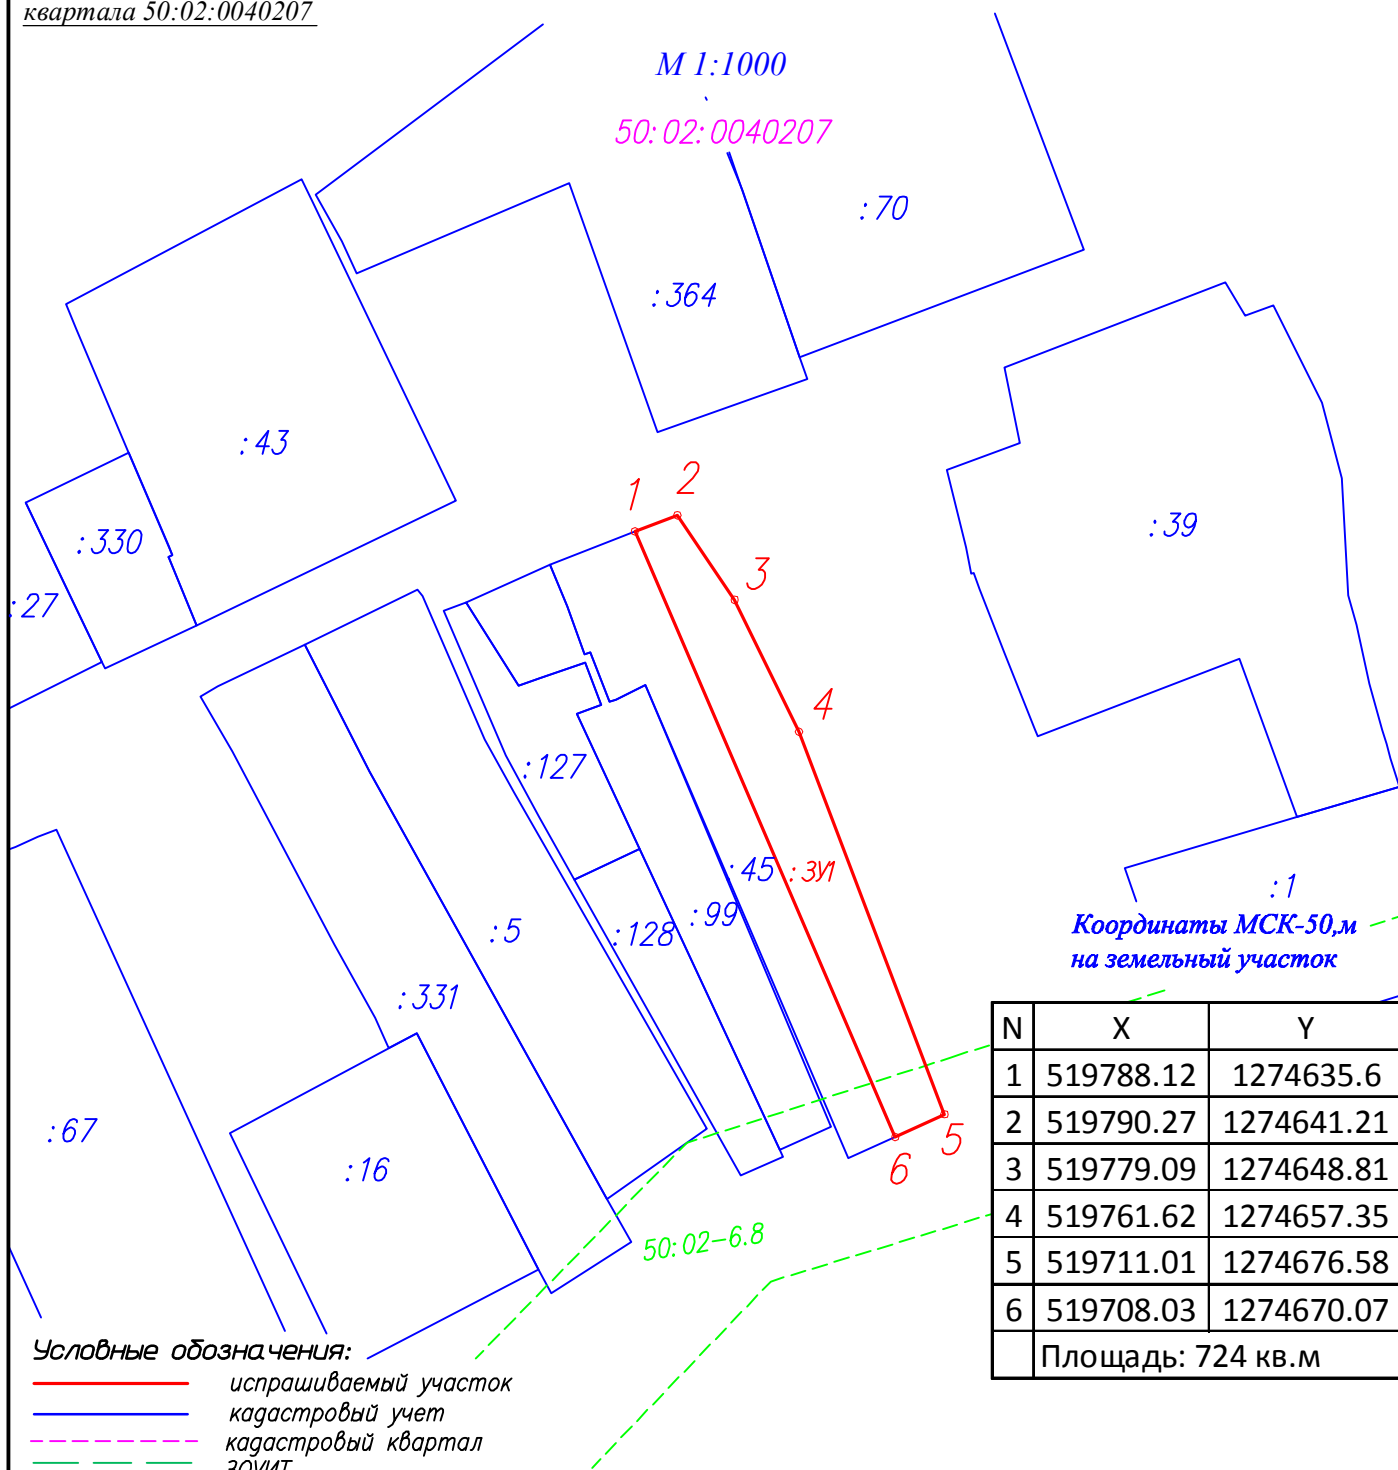 квартала 50:02:0040207
М 1:1000
50:02:0040207
:70
:364
:43
:330
:27
:39
1
2
3
4
:127
:45
:ЗУ1
:99
:128
:5
:331
:1
Координаты МСК-50,м
на земельный участок
:67
:16
5
6
50:02-6.8
N X Y
1 519788.12 1274635.6
2 519790.27 1274641.21
3 519779.09 1274648.81
4 519761.62 1274657.35
5 519711.01 1274676.58
6 519708.03 1274670.07
Площадь: 724 кв.м
Условные обозначения:
испрашиваемый участок
кадастровый учет
кадастровый квартал
ЗОУИТ